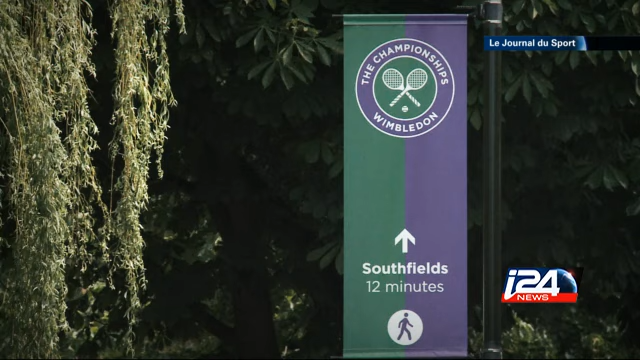 Le Journal du Sport
THE CHAMPIONSHIPS
WIMBLEDON
Southfields
12 minutes
i24
NEWS